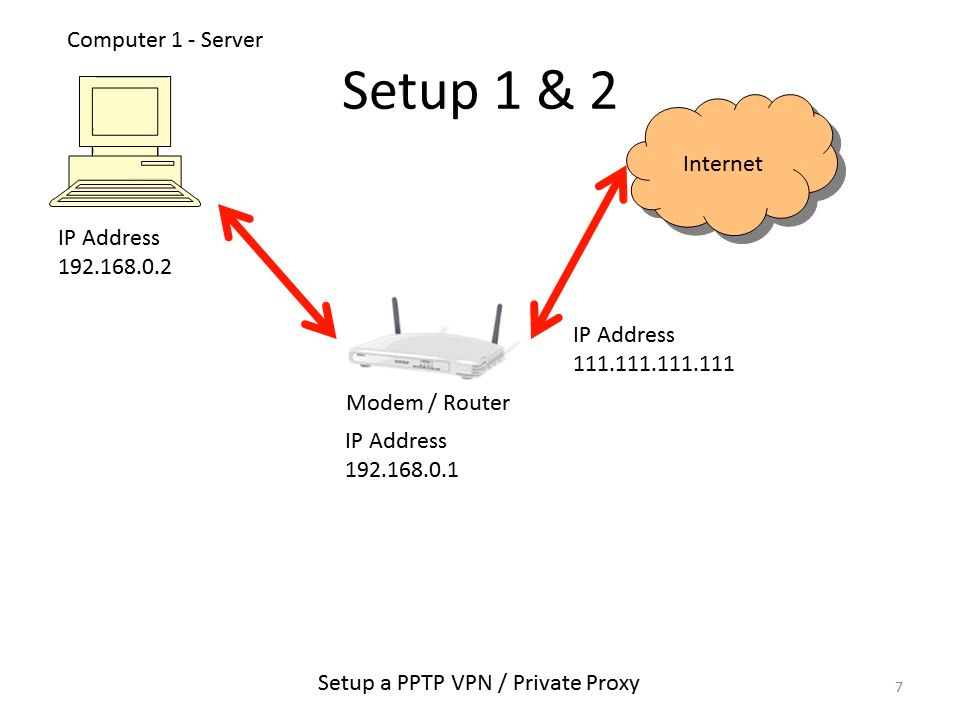 Computer 1 - Server
Setup 1 & 2
Internet
IP Address
192.168.0.2
IP Address
111.111.111.111
Modem / Router
IP Address
192.168.0.1
Setup a PPTP VPN / Private Proxy
7